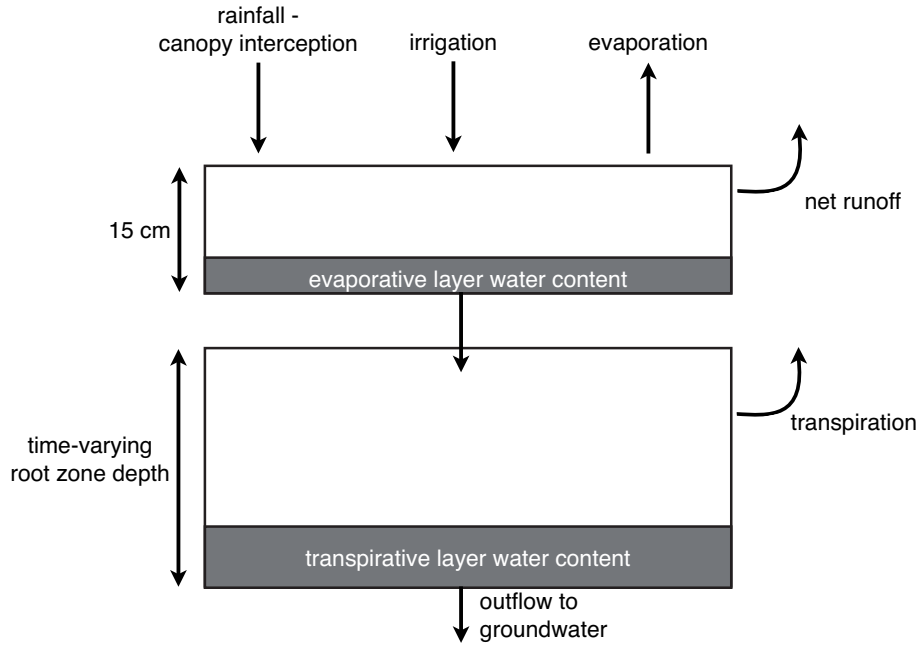 rainfall -
canopy interception
irrigation
evaporation
net runoff
15 cm
evaporative layer water content
time-varying
root zone depth
transpiration
transpirative layer water content
outflow to
groundwater